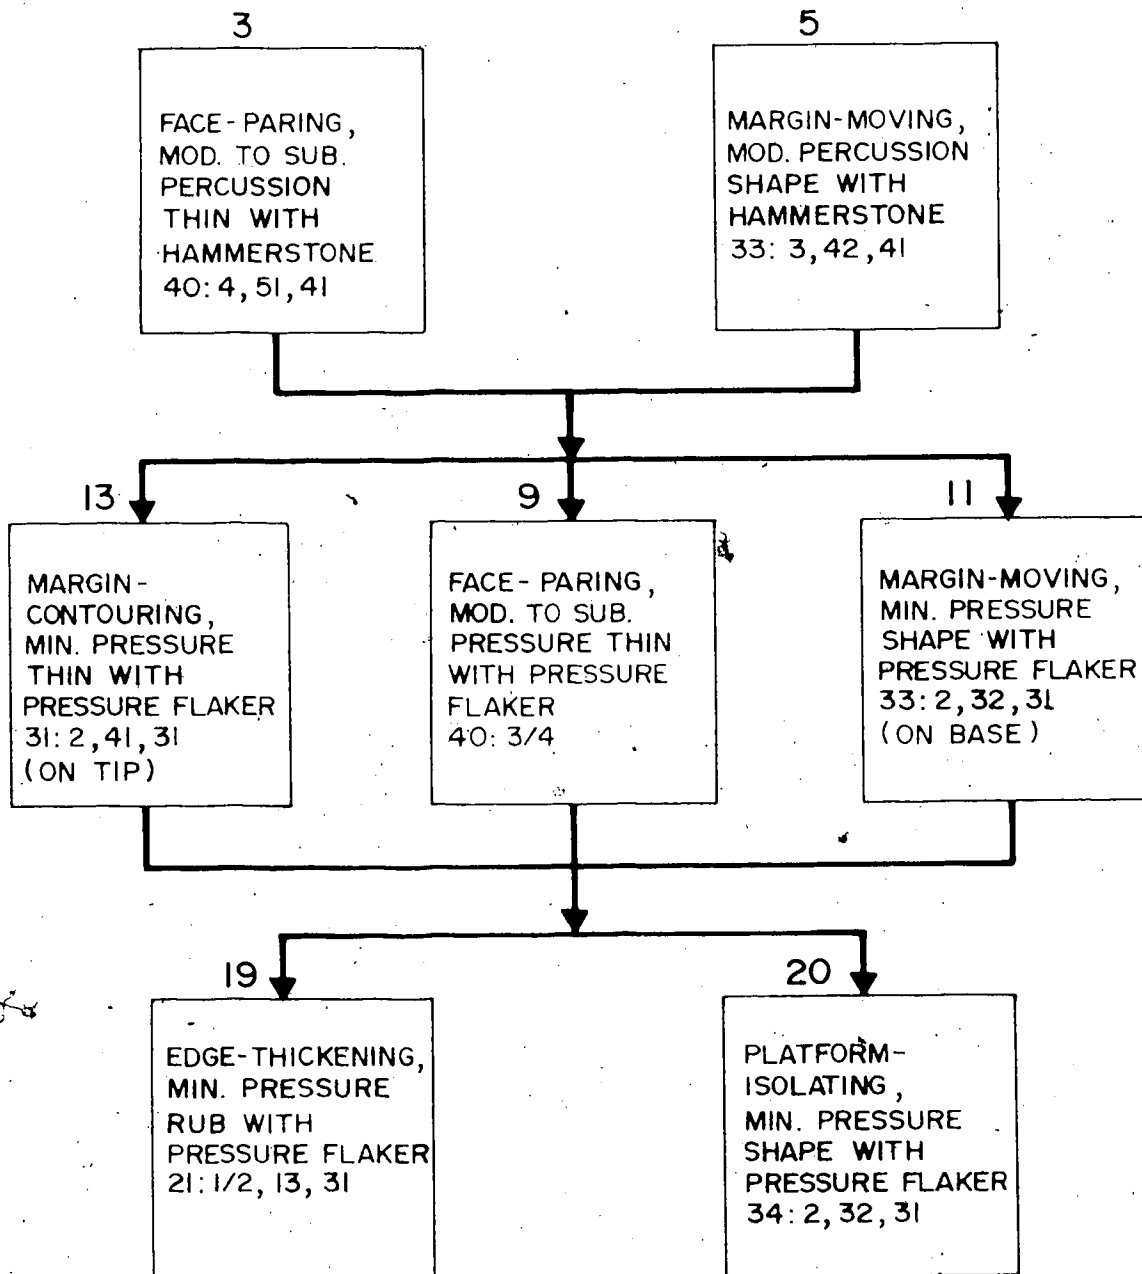 3
FACE-PARING,
MOD. TO SUB.
PERCUSSION
THIN WITH
HAMMERSTONE
40: 4, 51, 41
5
MARGIN-MOVING,
MOD. PERCUSSION
SHAPE WITH
HAMMERSTONE
33: 3, 42, 41
13
MARGIN-
CONTOURING,
MIN. PRESSURE
THIN WITH
PRESSURE FLAKER
31: 2, 41, 31
(ON TIP)
9
FACE-PARING,
MOD. TO SUB.
PRESSURE THIN
WITH PRESSURE
FLAKER
40: 3/4
11
MARGIN-MOVING,
MIN. PRESSURE
SHAPE WITH
PRESSURE FLAKER
33: 2, 32, 31
(ON BASE)
19
EDGE-THICKENING,
MIN. PRESSURE
RUB WITH
PRESSURE FLAKER
21: 1/2, 13, 31
20
PLATFORM-
ISOLATING,
MIN. PRESSURE
SHAPE WITH
PRESSURE FLAKER
34: 2, 32, 31